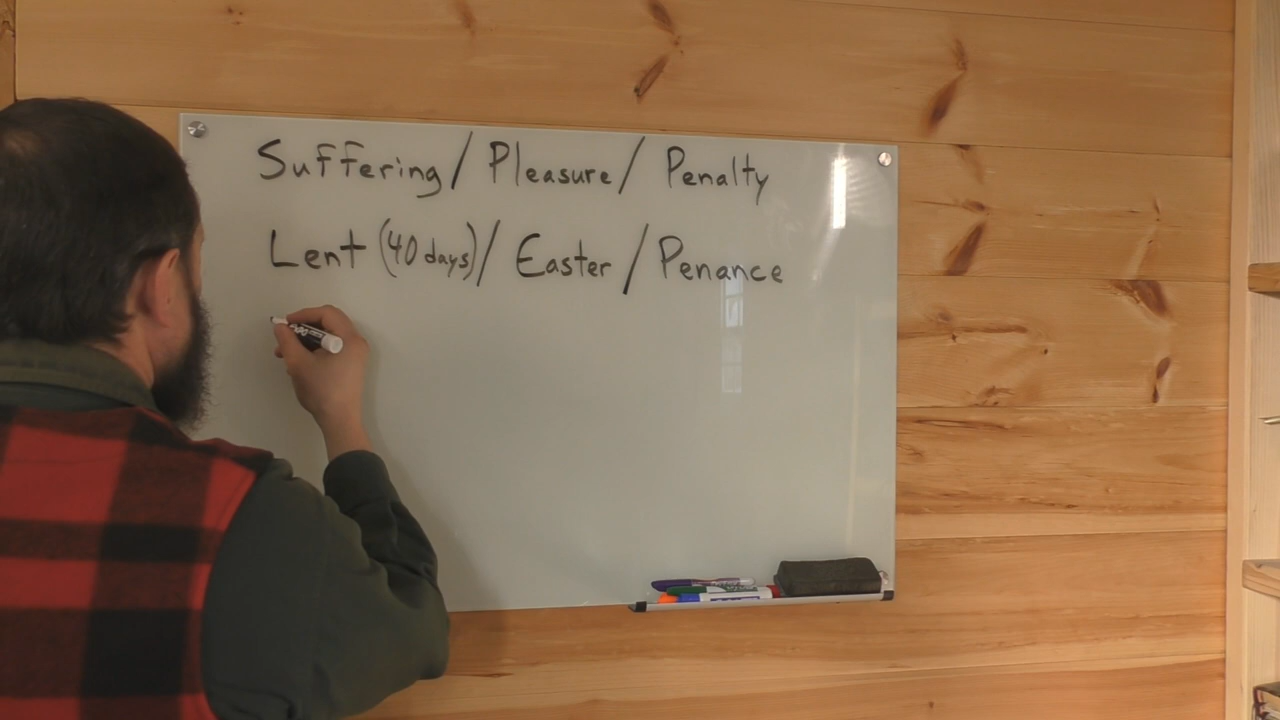 Suffering / Pleasure / Penalty
Lent (40 days) / Easter / Penance